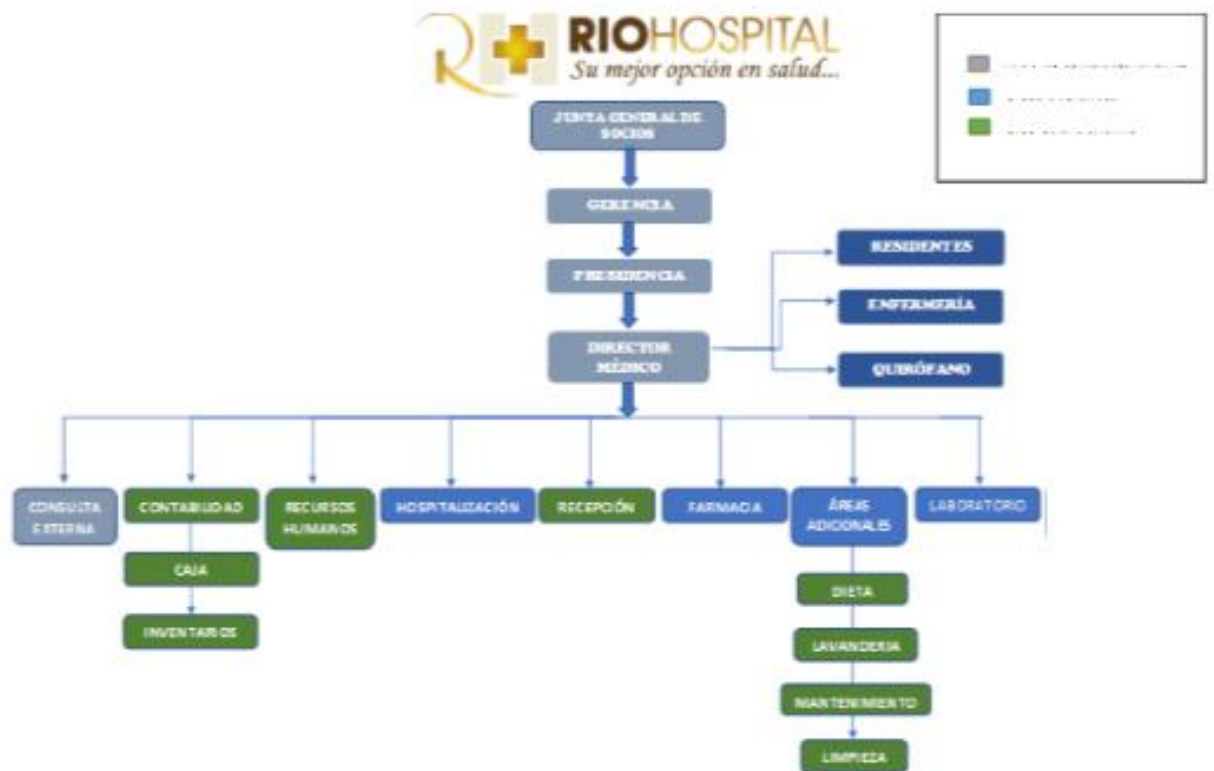 RIOHOSPITAL
Su mejor opción en salud...
JUNTA GENERAL DE
SOCIOS
GERENCIA
PRESIDENCIA
DIRECTOR
MÉDICO
RESIDENTES
ENFERMERÍA
QUIRÓFANO
CONSULTA
EXTERNA
CONTABILIDAD
RECURSOS
HUMANOS
HOSPITALIZACIÓN
RECEPCIÓN
FARMACIA
ÁREAS
ADICIONALES
LABORATORIO
CAJA
INVENTARIOS
DIETA
LAVANDERIA
MANTENIMIENTO
LIMPIEZA